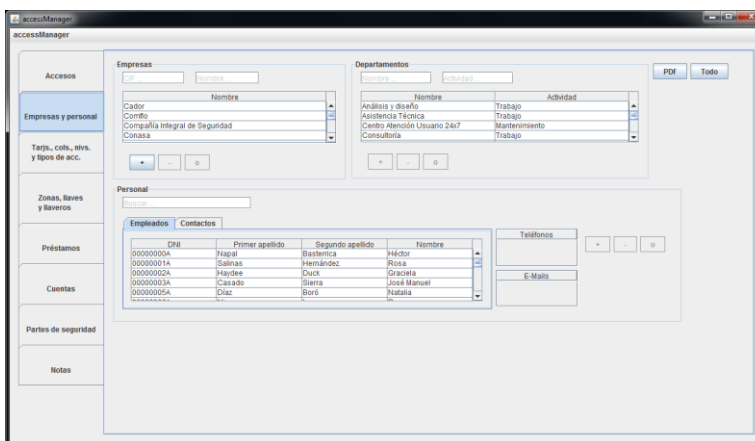 accessManager
accessManager
Accesos
Empresas y personal
Tarjs., cols., nivs.
y tipos de acc.
Zonas, llaves
y llaveros
Préstamos
Cuentas
Partes de seguridad
Notas
Empresas
CIF ... Nombre ...
Nombre
Cador
Comflo
Compañía Integral de Seguridad
Conasa
+ - o
Departamentos
Nombre ... Actividad ...
Nombre Actividad
Análisis y diseño Trabajo
Asistencia Técnica Trabajo
Centro Atención Usuario 24x7 Mantenimiento
Consultoría Trabajo
+ - o
PDF Todo
Personal
Buscar ...
Empleados Contactos
DNI Primer apellido Segundo apellido Nombre
00000000A Napal Basterrica Héctor
00000001A Salinas Hernández Rosa
00000002A Haydee Duck Graciela
00000003A Casado Sierra José Manuel
00000005A Díaz Boró Natalia
Teléfonos
E-Mails
+ - o